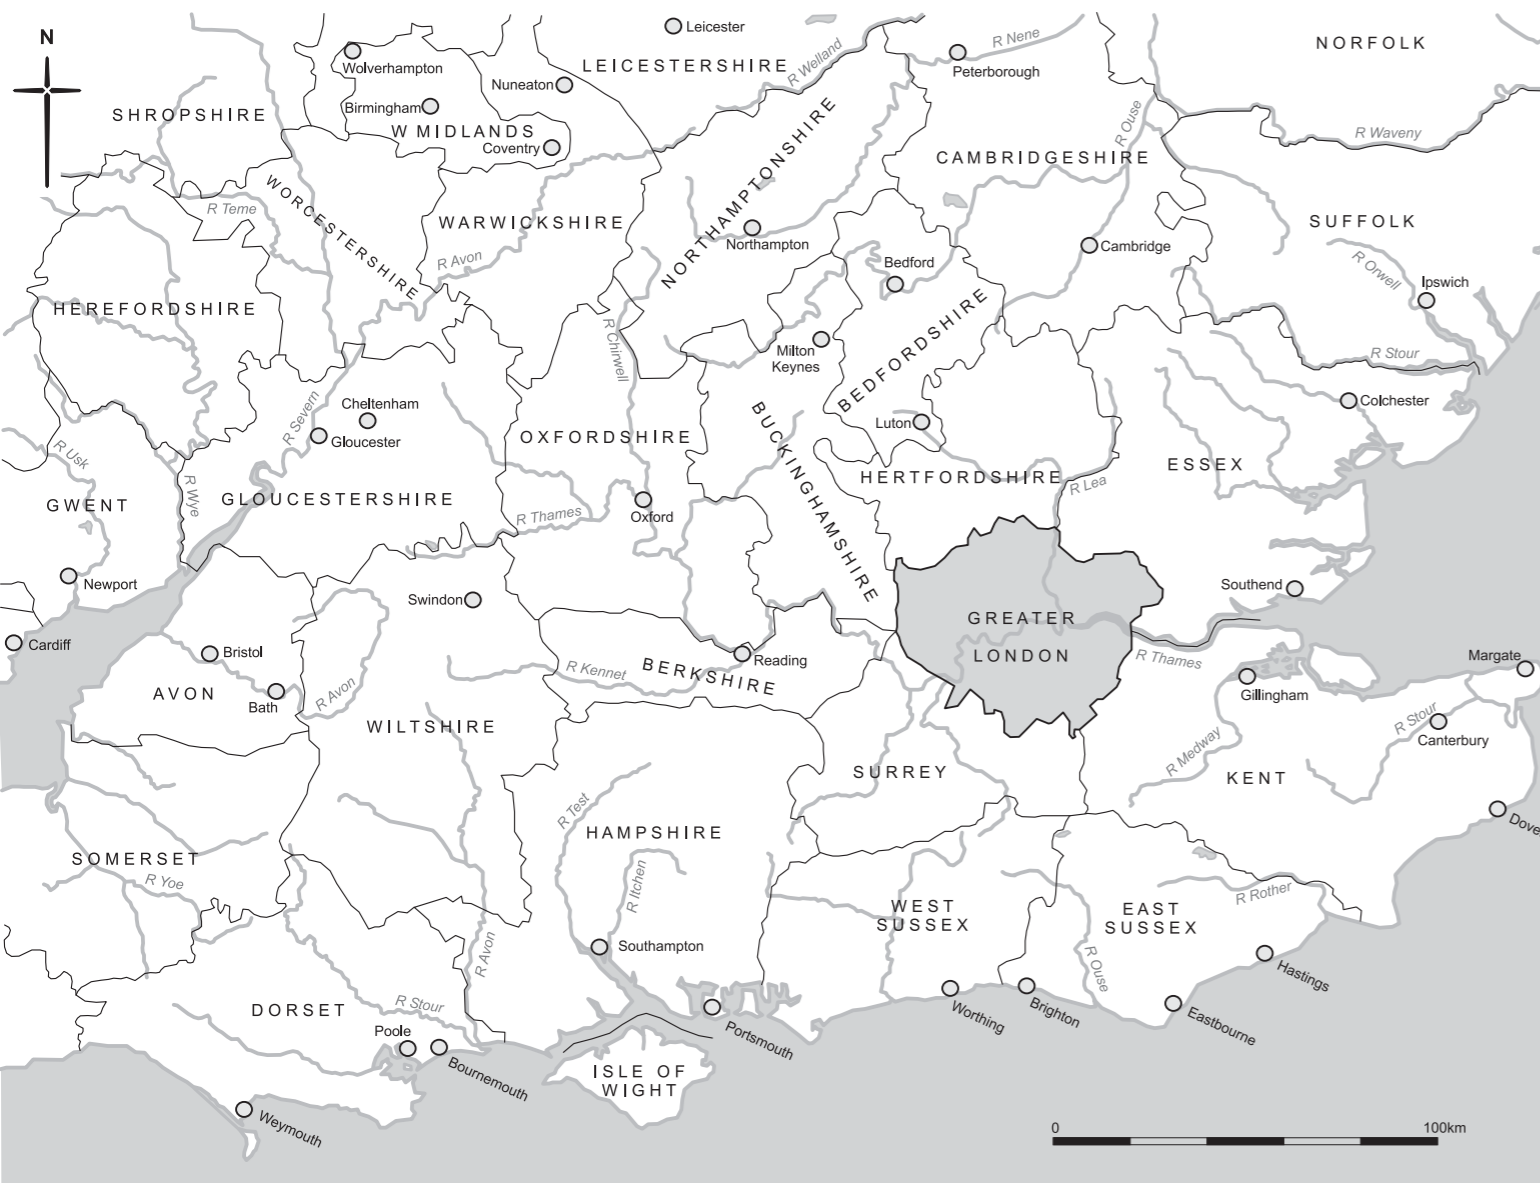 N
Leicester
NORFOLK
R Nene
Wolverhampton
LEICESTERSHIRE
R Welland
Peterborough
Nuneaton
Birmingham
SHROPSHIRE
W MIDLANDS
R Ouse
R Waveny
Coventry
CAMBRIDGESHIRE
WORCESTERSHIRE
R Teme
WARWICKSHIRE
NORTHAMPTONSHIRE
SUFFOLK
Northampton
Cambridge
R Avon
Bedford
R Orwell
Ipswich
HEREFORDSHIRE
R Chirwell
Milton
Keynes
BEDFORDSHIRE
R Stour
Cheltenham
Gloucester
R Severn
BUCKINGHAMSHIRE
Luton
Colchester
OXFORDSHIRE
R Usk
ESSEX
HERTFORDSHIRE
R Lea
R Wye
GWENT
GLOUCESTERSHIRE
R Thames
Oxford
Newport
Swindon
Southend
GREATER
LONDON
Cardiff
Bristol
R Kennet
BERKSHIRE
Reading
R Thames
Margate
AVON
Bath
R Avon
Gillingham
WILTSHIRE
R Stour
Canterbury
R Medway
SURREY
KENT
R Test
HAMPSHIRE
Dove
SOMERSET
R Yoe
R Itchen
R Rother
WEST
SUSSEX
EAST
SUSSEX
Southampton
R Avon
R Ouse
Hastings
DORSET
R Stour
Poole
Bournemouth
Portsmouth
Worthing
Brighton
Eastbourne
ISLE OF
WIGHT
Weymouth
0 100km